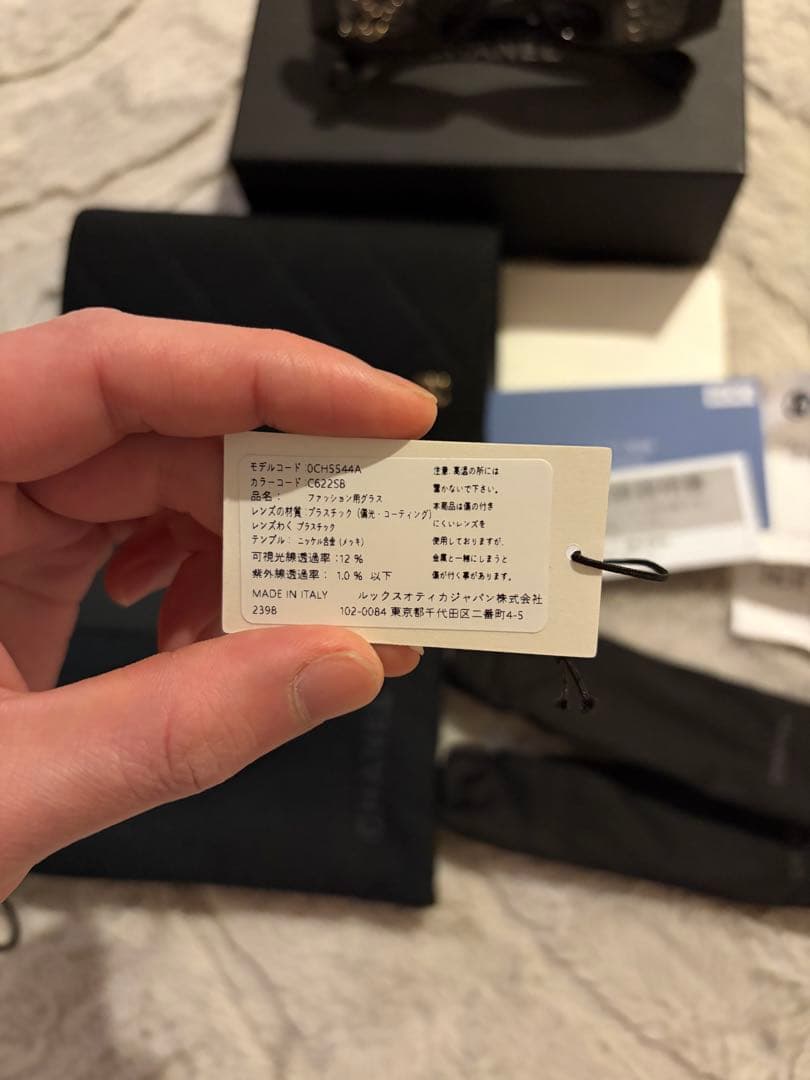 CHANEL
モデルコード :0CH5544A
カラーコード :C622SB
品名: ファッション用グラス
レンズの材質:プラスチック (偏光・コーティング)
レンズわく プラスチック
テンプル: ニッケル合金 (メッキ)
可視光線透過率:12 %
紫外線透過率: 1.0 % 以下
MADE IN ITALY
2398
注意:高温の所には
置かないで下さい。
本商品は傷の付き
にくいレンズを
使用しておりますが、
金属と一緒にしまうと
傷が付く事があります。
ルックスオティカジャパン株式会社
102-0084 東京都千代田区二番町4-5
CHANEL